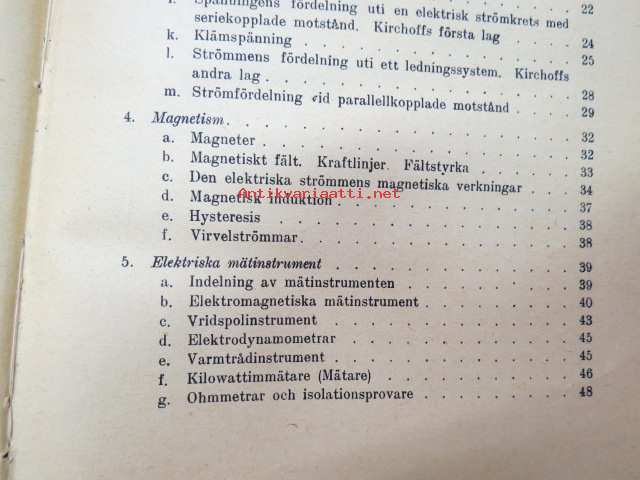 Spänningens fördelning uti en elektrisk strömkrets med
seriekopplade motstånd. Kirchoffs första lag . . . . 22
k. Klämspänning . . . . . . . . . . . . . . . 24
l. Strömmens fördelning uti ett ledningssystem. Kirchoffs 25
andra lag . . . . . . . . . . . . . . . . . . 28
m. Strömfördelning vid parallellkopplade motstånd . . . . 29
4. Magnetism . . . . . . . . . . . . . . . . . . 32
a. Magneter . . . . . . . . . . . . . . . . . . 32
b. Magnetiskt fält. Kraftlinjer. Fältstyrka . . . . . . 33
c. Den elektriska strömmens magnetiska verkningar . . . 34
d. Magnetisk induktion . . . . . . . . . . . . . 37
Antikvariaatti.net
e. Hysteresis . . . . . . . . . . . . . . . . . 38
f. Virvelströmmar . . . . . . . . . . . . . . . 38
5. Elektriska mätinstrument . . . . . . . . . . . . 39
a. Indelning av mätinstrumenten . . . . . . . . . 39
b. Elektromagnetiska mätinstrument . . . . . . . . 40
c. Vridspolinstrument . . . . . . . . . . . . . 43
d. Elektrodynamometrar . . . . . . . . . . . . . 45
e. Varmtrådinstrument . . . . . . . . . . . . . 45
f. Kilowattimmätare (Mätare) . . . . . . . . . . 46
g. Ohmmetrar och isolationsprovare . . . . . . . . 48